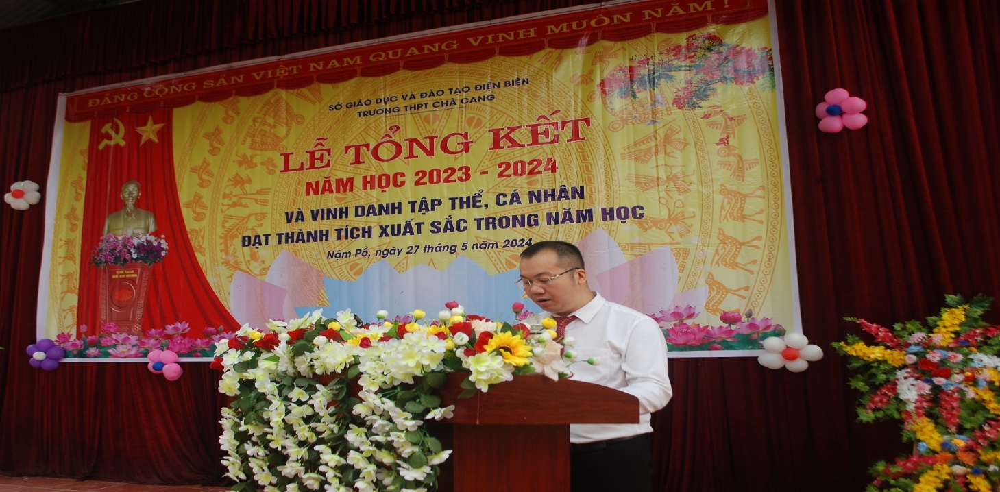 ĐẢNG CỘNG SẢN VIỆT NAM QUANG VINH MUÔN NĂM !
SỞ GIÁO DỤC VÀ ĐÀO TẠO ĐIỆN BIÊN
TRƯỜNG THPT CHÀ CANG
LỄ TỔNG KẾT
NĂM HỌC 2023 - 2024
VÀ VINH DANH TẬP THỂ, CÁ NHÂN
ĐẠT THÀNH TÍCH XUẤT SẮC TRONG NĂM HỌC
Nậm Pồ, ngày 27 tháng 5 năm 2024